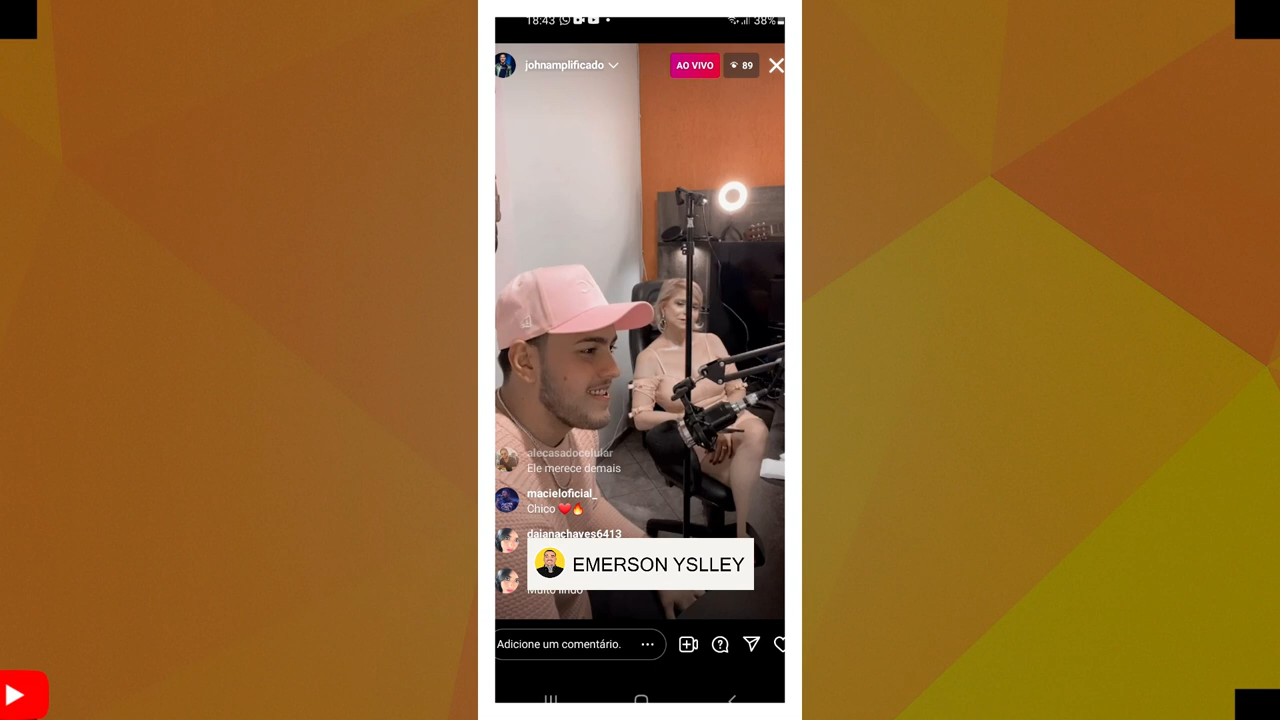 18:43
38%
johnamplificado
AO VIVO
89
alecasadocelular
Ele merece demais
macieloficial_
Chico ❤️🔥
daianachaves6413
EMERSON YSLLEY
Muito lindo
Adicione um comentário.